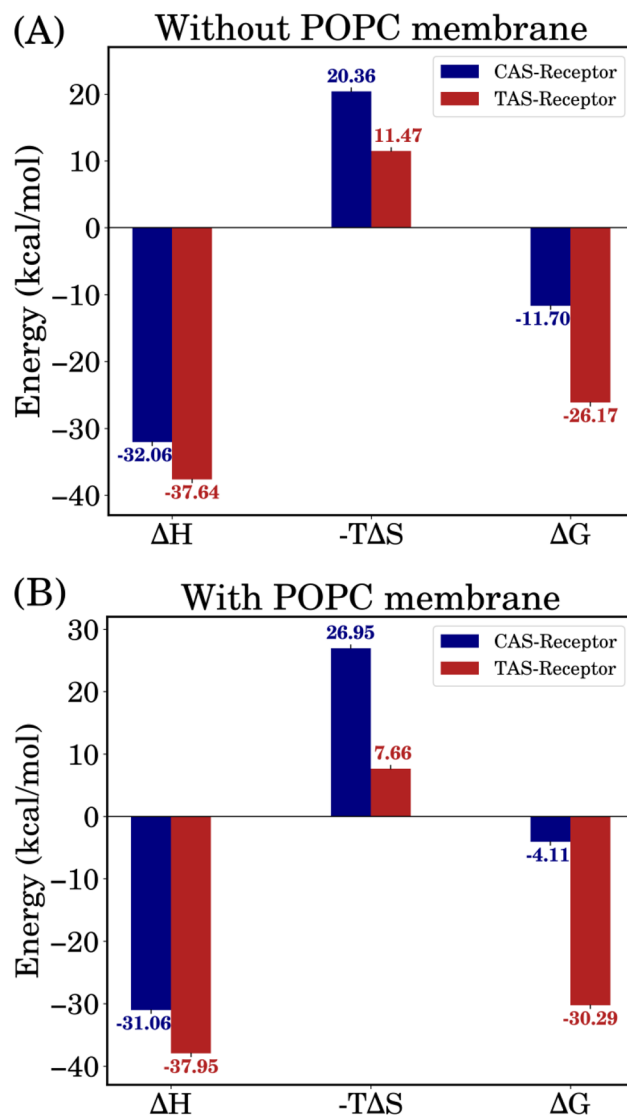 (A) Without POPC membrane
CAS-Receptor
TAS-Receptor
20.36
11.47
-11.70
-26.17
-32.06
-37.64
20
10
0
−10
−20
−30
−40
Energy (kcal/mol)
ΔH -TΔS ΔG
(B) With POPC membrane
CAS-Receptor
TAS-Receptor
26.95
7.66
-4.11
-30.29
-31.06
-37.95
30
20
10
0
−10
−20
−30
−40
Energy (kcal/mol)
ΔH -TΔS ΔG